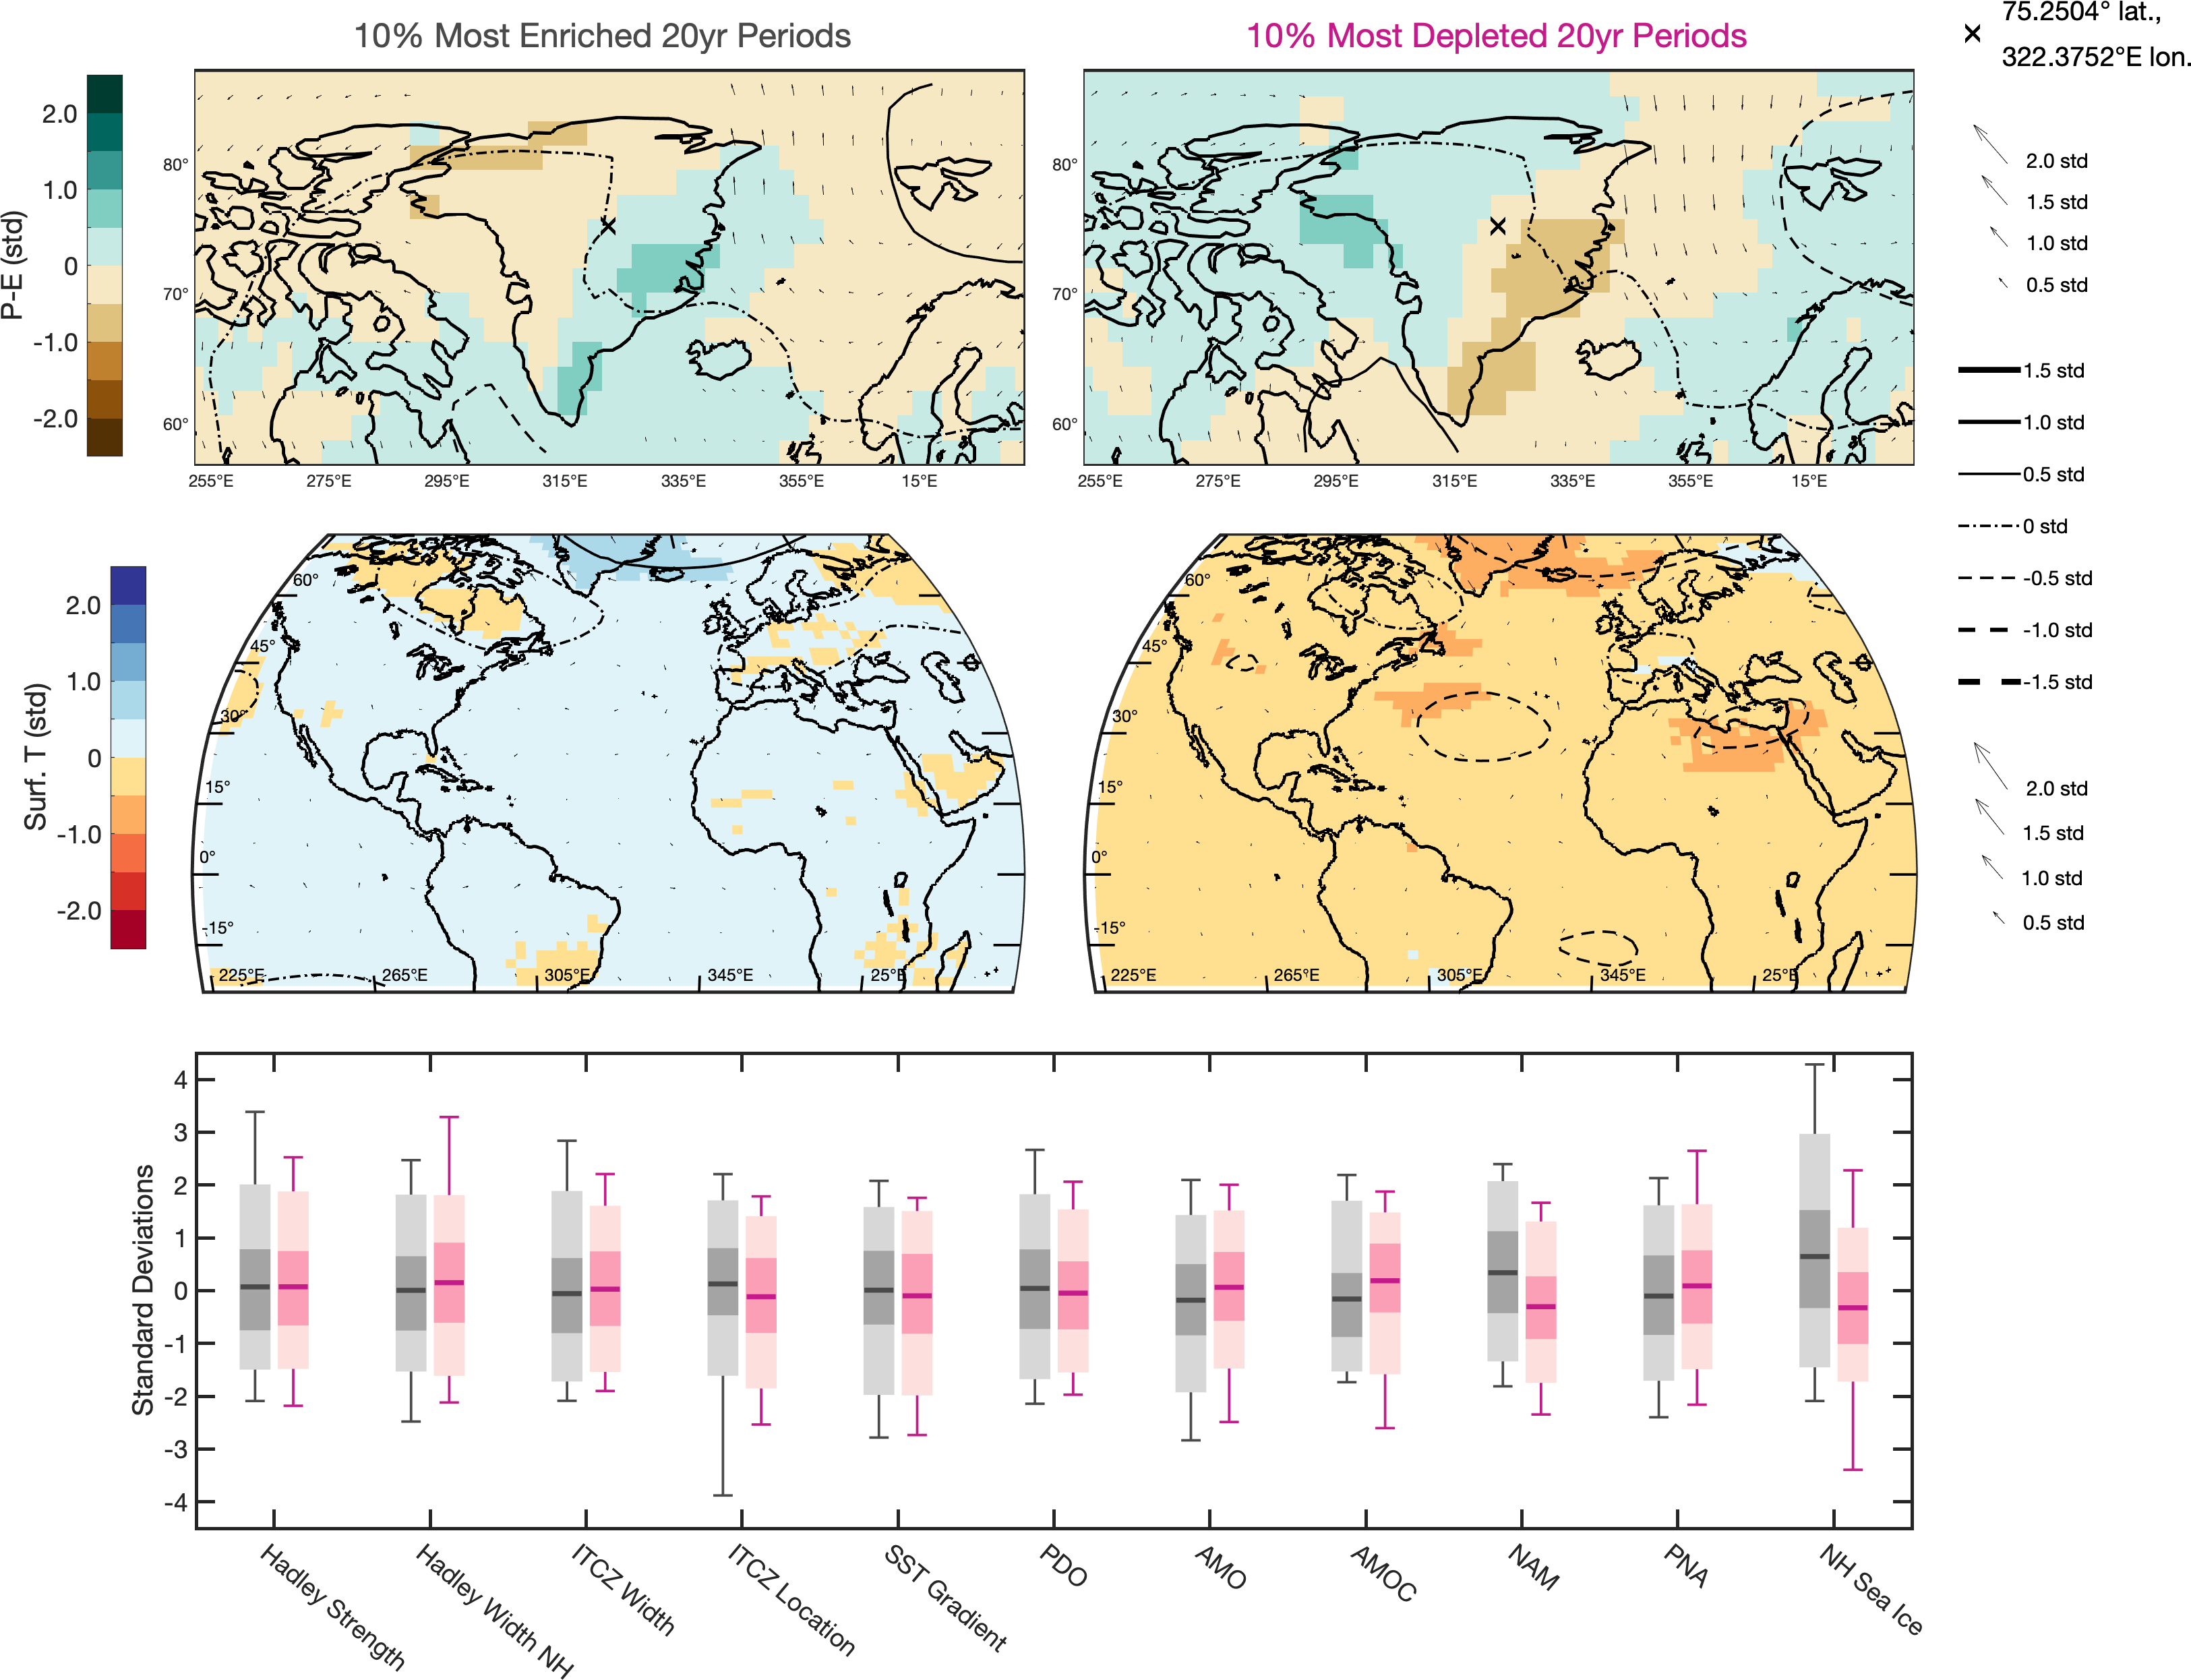 10% Most Enriched 20yr Periods
10% Most Depleted 20yr Periods
75.2504° lat.,
322.3752°E lon.
P-E (std)
2.0
1.0
0
-1.0
-2.0
80°
70°
60°
255°E 275°E 295°E 315°E 335°E 355°E 15°E
80°
70°
60°
255°E 275°E 295°E 315°E 335°E 355°E 15°E
2.0 std
1.5 std
1.0 std
0.5 std
1.5 std
1.0 std
0.5 std
0 std
-0.5 std
-1.0 std
-1.5 std
2.0 std
1.5 std
1.0 std
0.5 std
Surf. T (std)
2.0
1.0
0
-1.0
-2.0
60°
45°
30°
15°
0°
-15°
225°E 265°E 305°E 345°E 25°E
60°
45°
30°
15°
0°
-15°
225°E 265°E 305°E 345°E 25°E
Standard Deviations
4
3
2
1
0
-1
-2
-3
-4
Hadley Strength
Hadley Width NH
ITCZ Width
ITCZ Location
SST Gradient
PDO
AMO
AMOC
NAM
PNA
NH Sea Ice